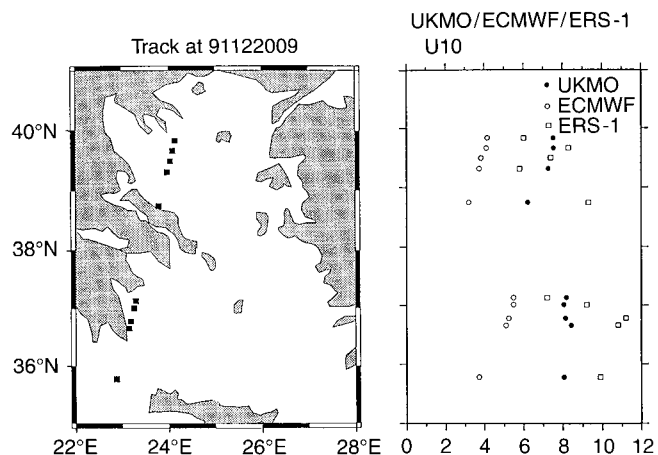 UKMO/ECMWF/ERS-1
Track at 91122009
U10
UKMO
ECMWF
ERS-1
40°N
38°N
36°N
22°E
24°E
26°E
28°E
0
2
4
6
8
10
12